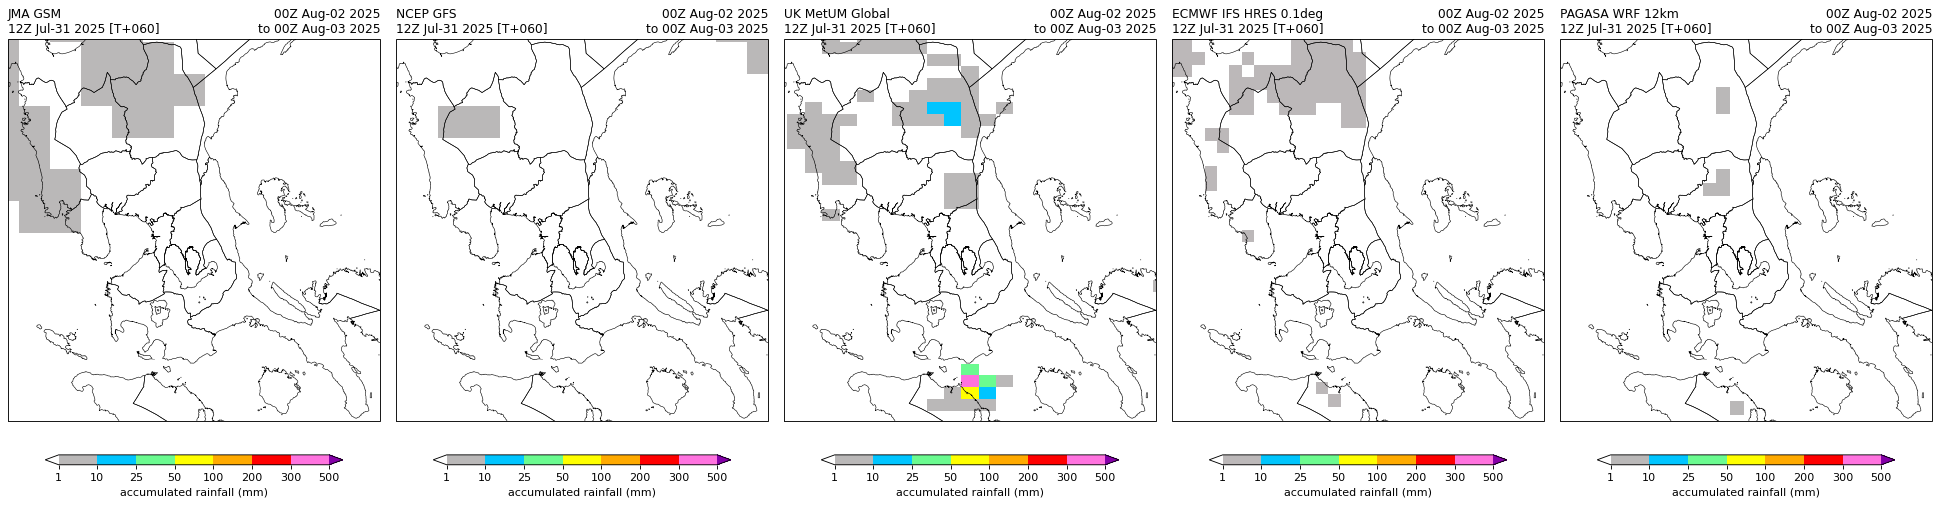 JMA GSM 00Z Aug-02 2025
12Z Jul-31 2025 [T+060] to 00Z Aug-03 2025
NCEP GFS 00Z Aug-02 2025
12Z Jul-31 2025 [T+060] to 00Z Aug-03 2025
UK MetUM Global 00Z Aug-02 2025
12Z Jul-31 2025 [T+060] to 00Z Aug-03 2025
ECMWF IFS HRES 0.1deg 00Z Aug-02 2025
12Z Jul-31 2025 [T+060] to 00Z Aug-03 2025
PAGASA WRF 12km 00Z Aug-02 2025
12Z Jul-31 2025 [T+060] to 00Z Aug-03 2025
1 10 25 50 100 200 300 500
accumulated rainfall (mm)
1 10 25 50 100 200 300 500
accumulated rainfall (mm)
1 10 25 50 100 200 300 500
accumulated rainfall (mm)
1 10 25 50 100 200 300 500
accumulated rainfall (mm)
1 10 25 50 100 200 300 500
accumulated rainfall (mm)